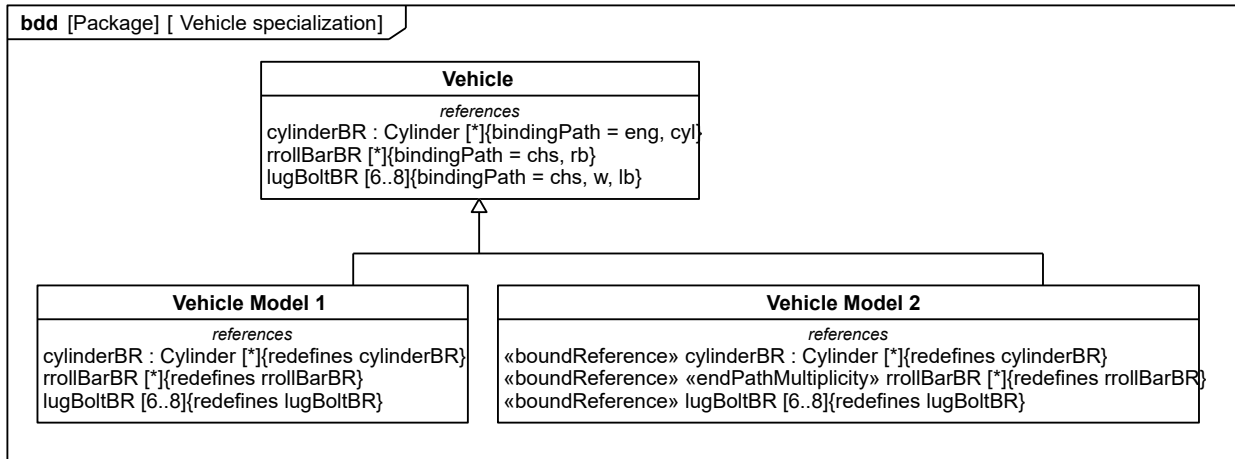 bdd [Package] [ Vehicle specialization]
Vehicle
references
cylinderBR : Cylinder [*]{bindingPath = eng, cyl}
rrollBarBR [*]{bindingPath = chs, rb}
lugBoltBR [6..8]{bindingPath = chs, w, lb}
Vehicle Model 1
references
cylinderBR : Cylinder [*]{redefines cylinderBR}
rrollBarBR [*]{redefines rrollBarBR}
lugBoltBR [6..8]{redefines lugBoltBR}
Vehicle Model 2
references
«boundReference» cylinderBR : Cylinder [*]{redefines cylinderBR}
«boundReference» «endPathMultiplicity» rrollBarBR [*]{redefines rrollBarBR}
«boundReference» lugBoltBR [6..8]{redefines lugBoltBR}